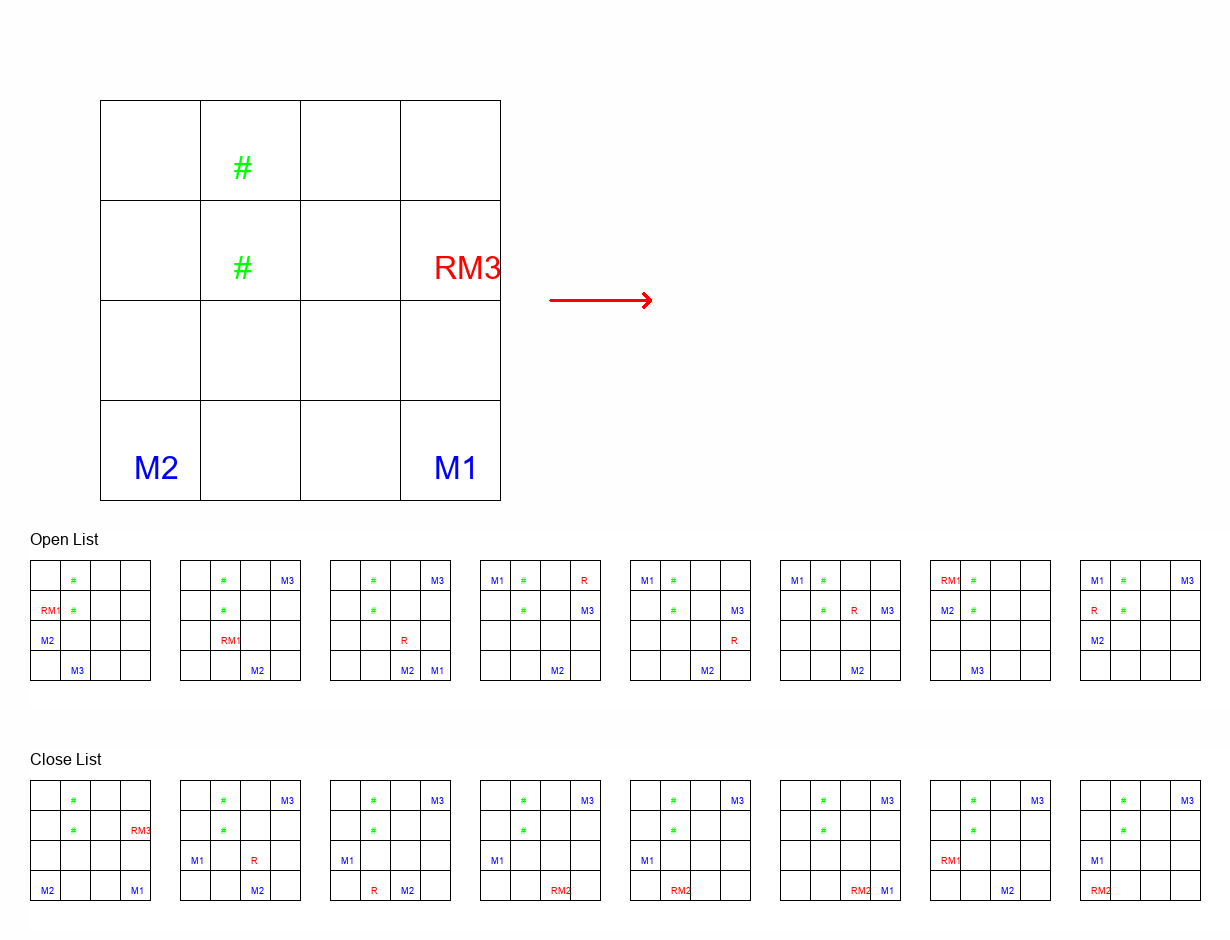 #
# RM3
M2 M1
Open List
# # M3 # M3 M1 # R M1 # M1 # RM1 # M1 # M3
RM1 # # # # M3 # M3 # R M3 M2 # R #
M2 RM1 R R M2
M3 M2 M2 M1 M2 M2 M2 M3
Close List
# # M3 # M3 # M3 # M3 # M3 # M3 # M3
# RM3 # # # # # # #
M1 R M1 M1 M1 RM1 M1
M2 M1 M2 R M2 RM2 RM2 RM2 M1 M2 RM2